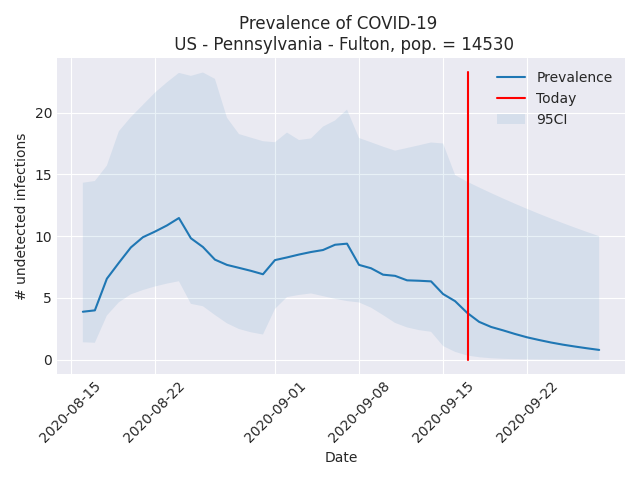 Prevalence of COVID-19
US - Pennsylvania - Fulton, pop. = 14530
Prevalence
Today
95CI
# undetected infections
20
15
10
5
0
2020-08-15
2020-08-22
2020-09-01
2020-09-08
2020-09-15
2020-09-22
Date